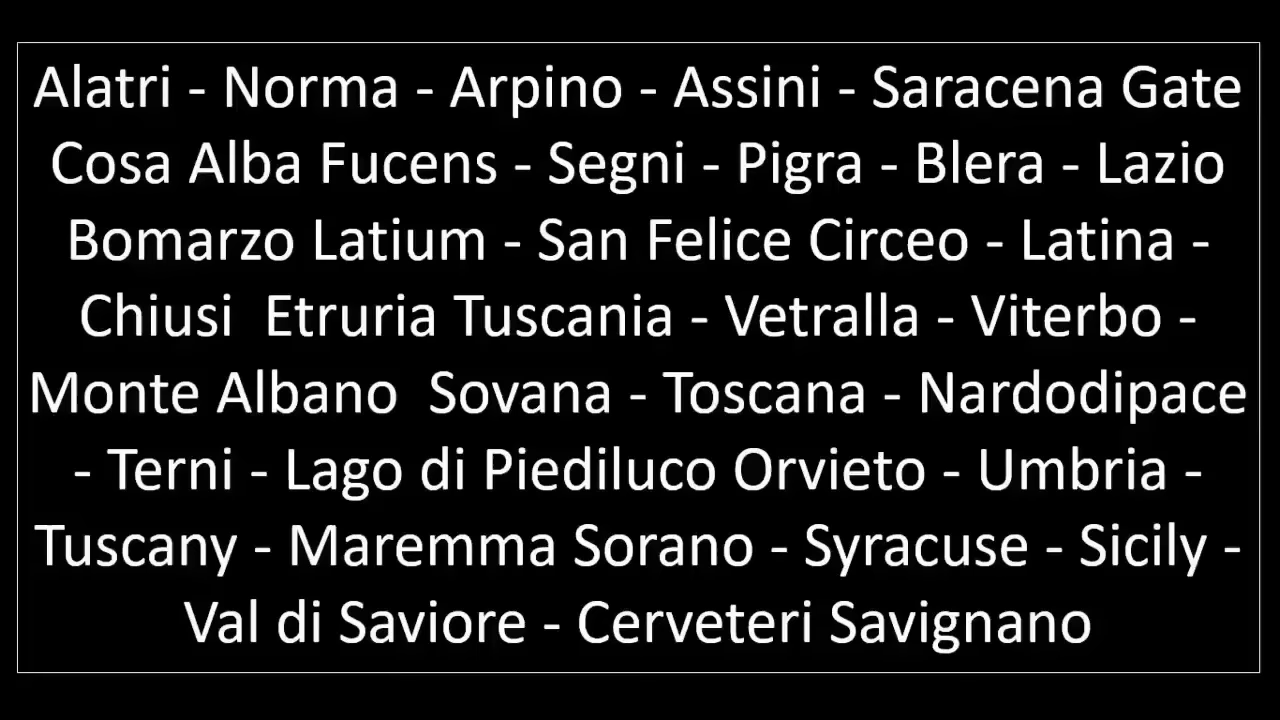 Alatri - Norma - Arpino - Assini - Saracena Gate
Cosa Alba Fucens - Segni - Pigra - Blera - Lazio
Bomarzo Latium - San Felice Circeo - Latina -
Chiusi  Etruria Tuscania - Vetralla - Viterbo -
Monte Albano  Sovana - Toscana - Nardodipace
- Terni - Lago di Piediluco Orvieto - Umbria -
Tuscany - Maremma Sorano - Syracuse - Sicily -
Val di Saviore - Cerveteri Savignano